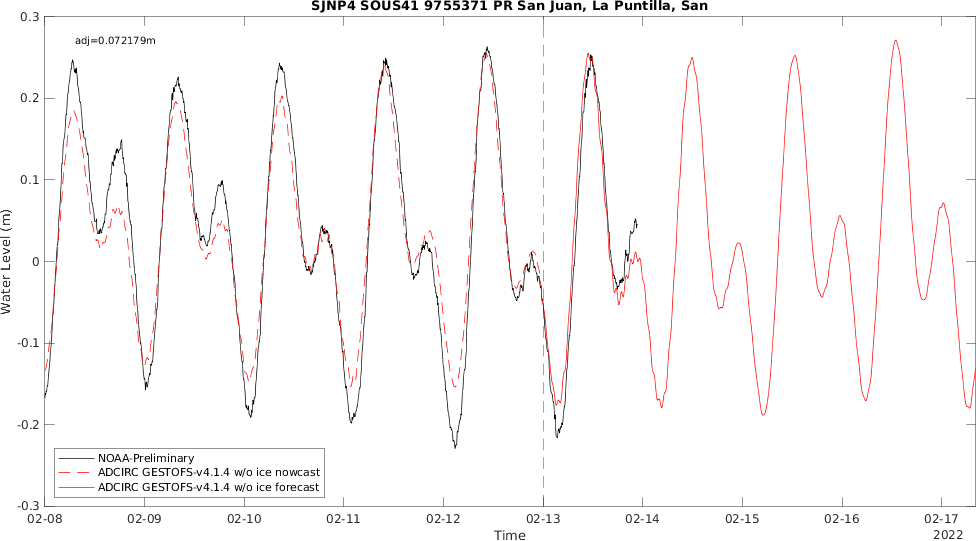 SJNP4 SOUS41 9755371 PR San Juan, La Puntilla, San
adj=0.072179m
0.3
0.2
0.1
0
-0.1
-0.2
-0.3
Water Level (m)
NOAA-Preliminary
ADCIRC GESTOFS-v4.1.4 w/o ice nowcast
ADCIRC GESTOFS-v4.1.4 w/o ice forecast
02-08 02-09 02-10 02-11 02-12 02-13 02-14 02-15 02-16 02-17
Time
2022